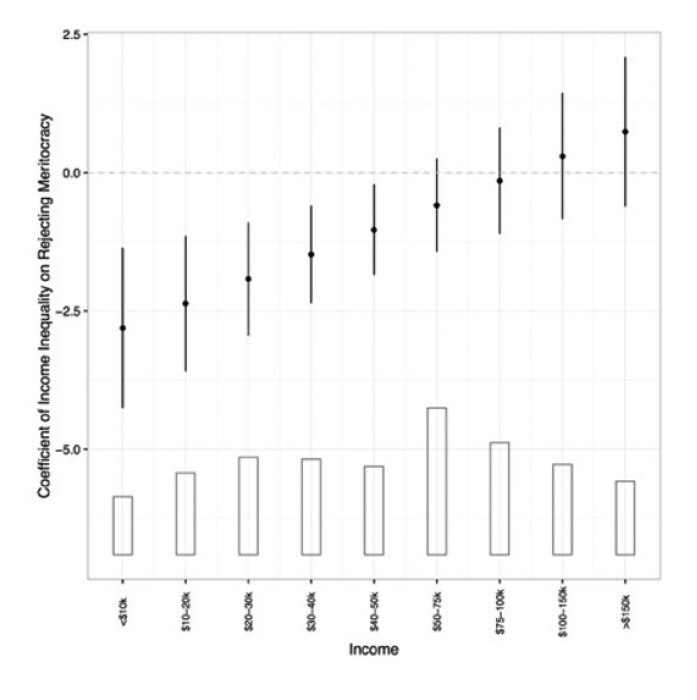 Coefficient of Income Inequality on Rejecting Meritocracy
2.5
0.0
−2.5
−5.0
<$10k
$10−20k
$20−30k
$30−40k
$40−50k
$50−75k
$75−100k
$100−150k
>$150k
Income